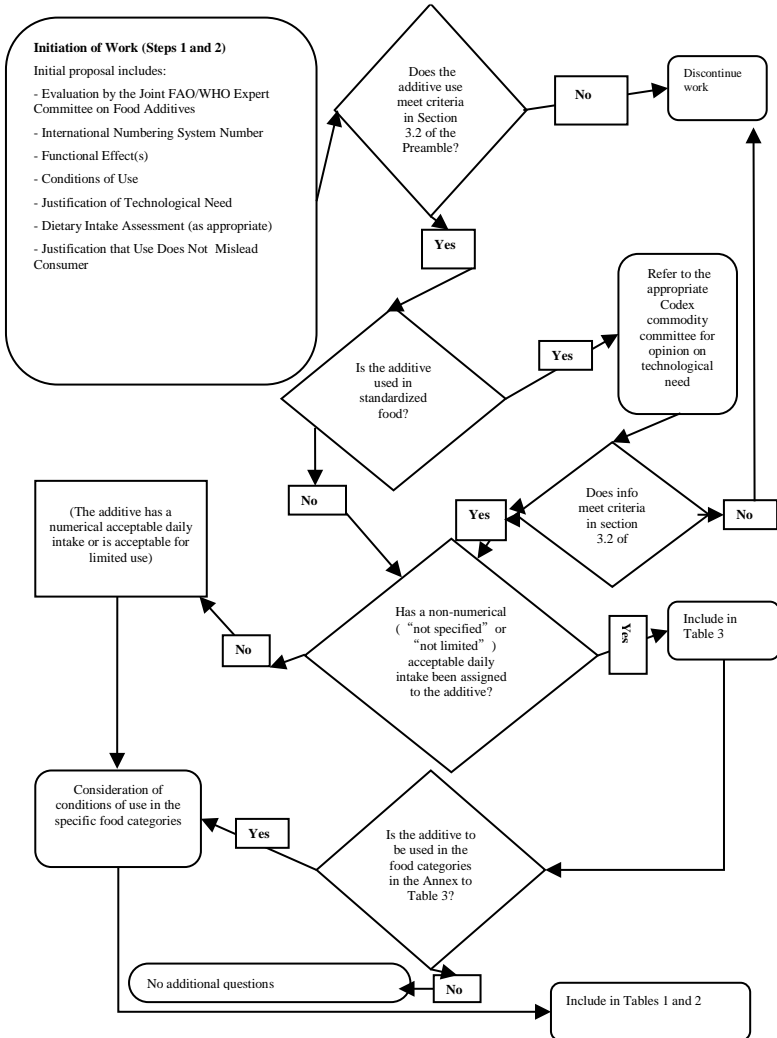 Initiation of Work (Steps 1 and 2)
Initial proposal includes:
- Evaluation by the Joint FAO/WHO Expert
Committee on Food Additives
- International Numbering System Number
- Functional Effect(s)
- Conditions of Use
- Justification of Technological Need
- Dietary Intake Assessment (as appropriate)
- Justification that Use Does Not Mislead
Consumer
Does the
additive use
meet criteria
in Section
3.2 of the
Preamble?
No
Discontinue
work
Yes
Is the additive
used in
standardized
food?
Yes
Refer to the
appropriate
Codex
commodity
committee for
opinion on
technological
need
No
Does info
meet criteria
in section
3.2 of
Yes
No
(The additive has a
numerical acceptable daily
intake or is acceptable for
limited use)
Has a non-numerical
(“not specified” or
“not limited”)
acceptable daily
intake been assigned
to the additive?
No
Yes
Include in
Table 3
Consideration of
conditions of use in the
specific food categories
Yes
Is the additive to
be used in the
food categories
in the Annex to
Table 3?
No
No additional questions
Include in Tables 1 and 2